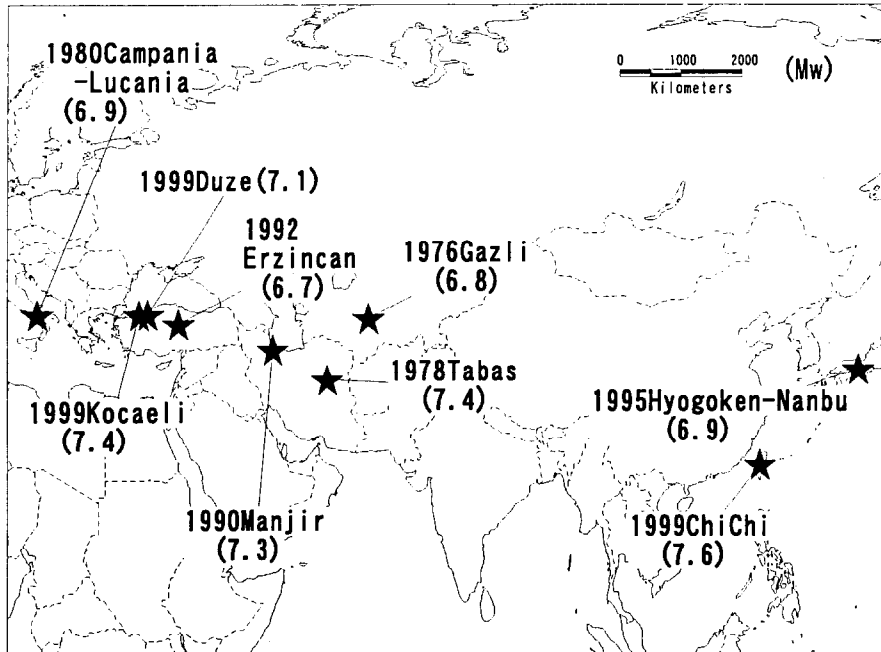 1980Campania
-Lucania
(6.9)
0 1000 2000
Kilometers
(Mw)
1999Duze(7.1)
1992
Erzincan
(6.7)
1976Gazli
(6.8)
1978Tabas
(7.4)
1999Kocaeli
(7.4)
1995Hyogoken-Nanbu
(6.9)
1990Manjir
(7.3)
1999ChiChi
(7.6)